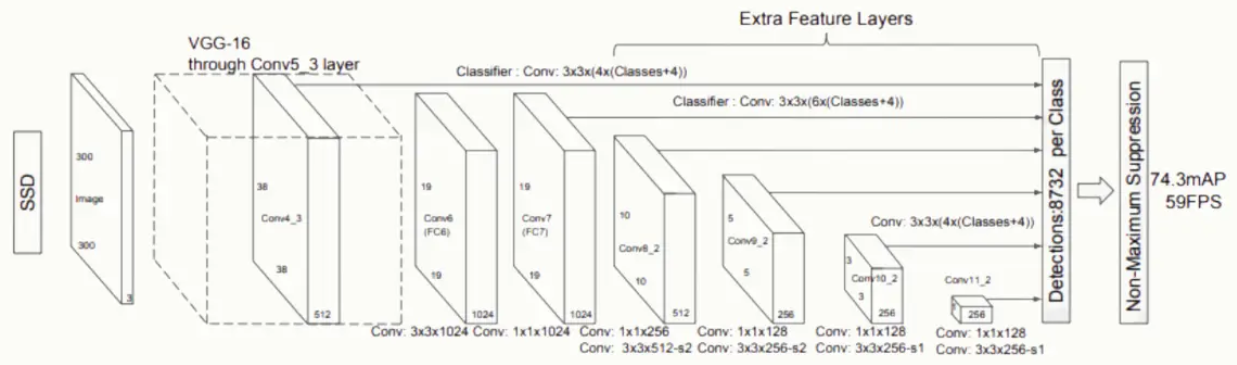 Extra Feature Layers
VGG-16
through Conv5_3 layer
Classifier : Conv: 3x3x(4x(Classes+4))
Classifier : Conv: 3x3x(6x(Classes+4))
SSD
300
Image
300
3
38
Conv4_3
38
512
19
Conv6
(FC6)
19
1024
19
Conv7
(FC7)
19
1024
10
Conv8_2
10
512
5
Conv9_2
5
256
Conv: 3x3x(4x(Classes+4))
3
Conv10_2
3
256
Conv11_2
256
Detections:8732 per Class
Non-Maximum Suppression
74.3mAP
59FPS
Conv: 3x3x1024
Conv: 1x1x1024
Conv: 1x1x256
Conv: 3x3x512-s2
Conv: 1x1x128
Conv: 3x3x256-s2
Conv: 1x1x128
Conv: 3x3x256-s1
Conv: 1x1x128
Conv: 3x3x256-s1